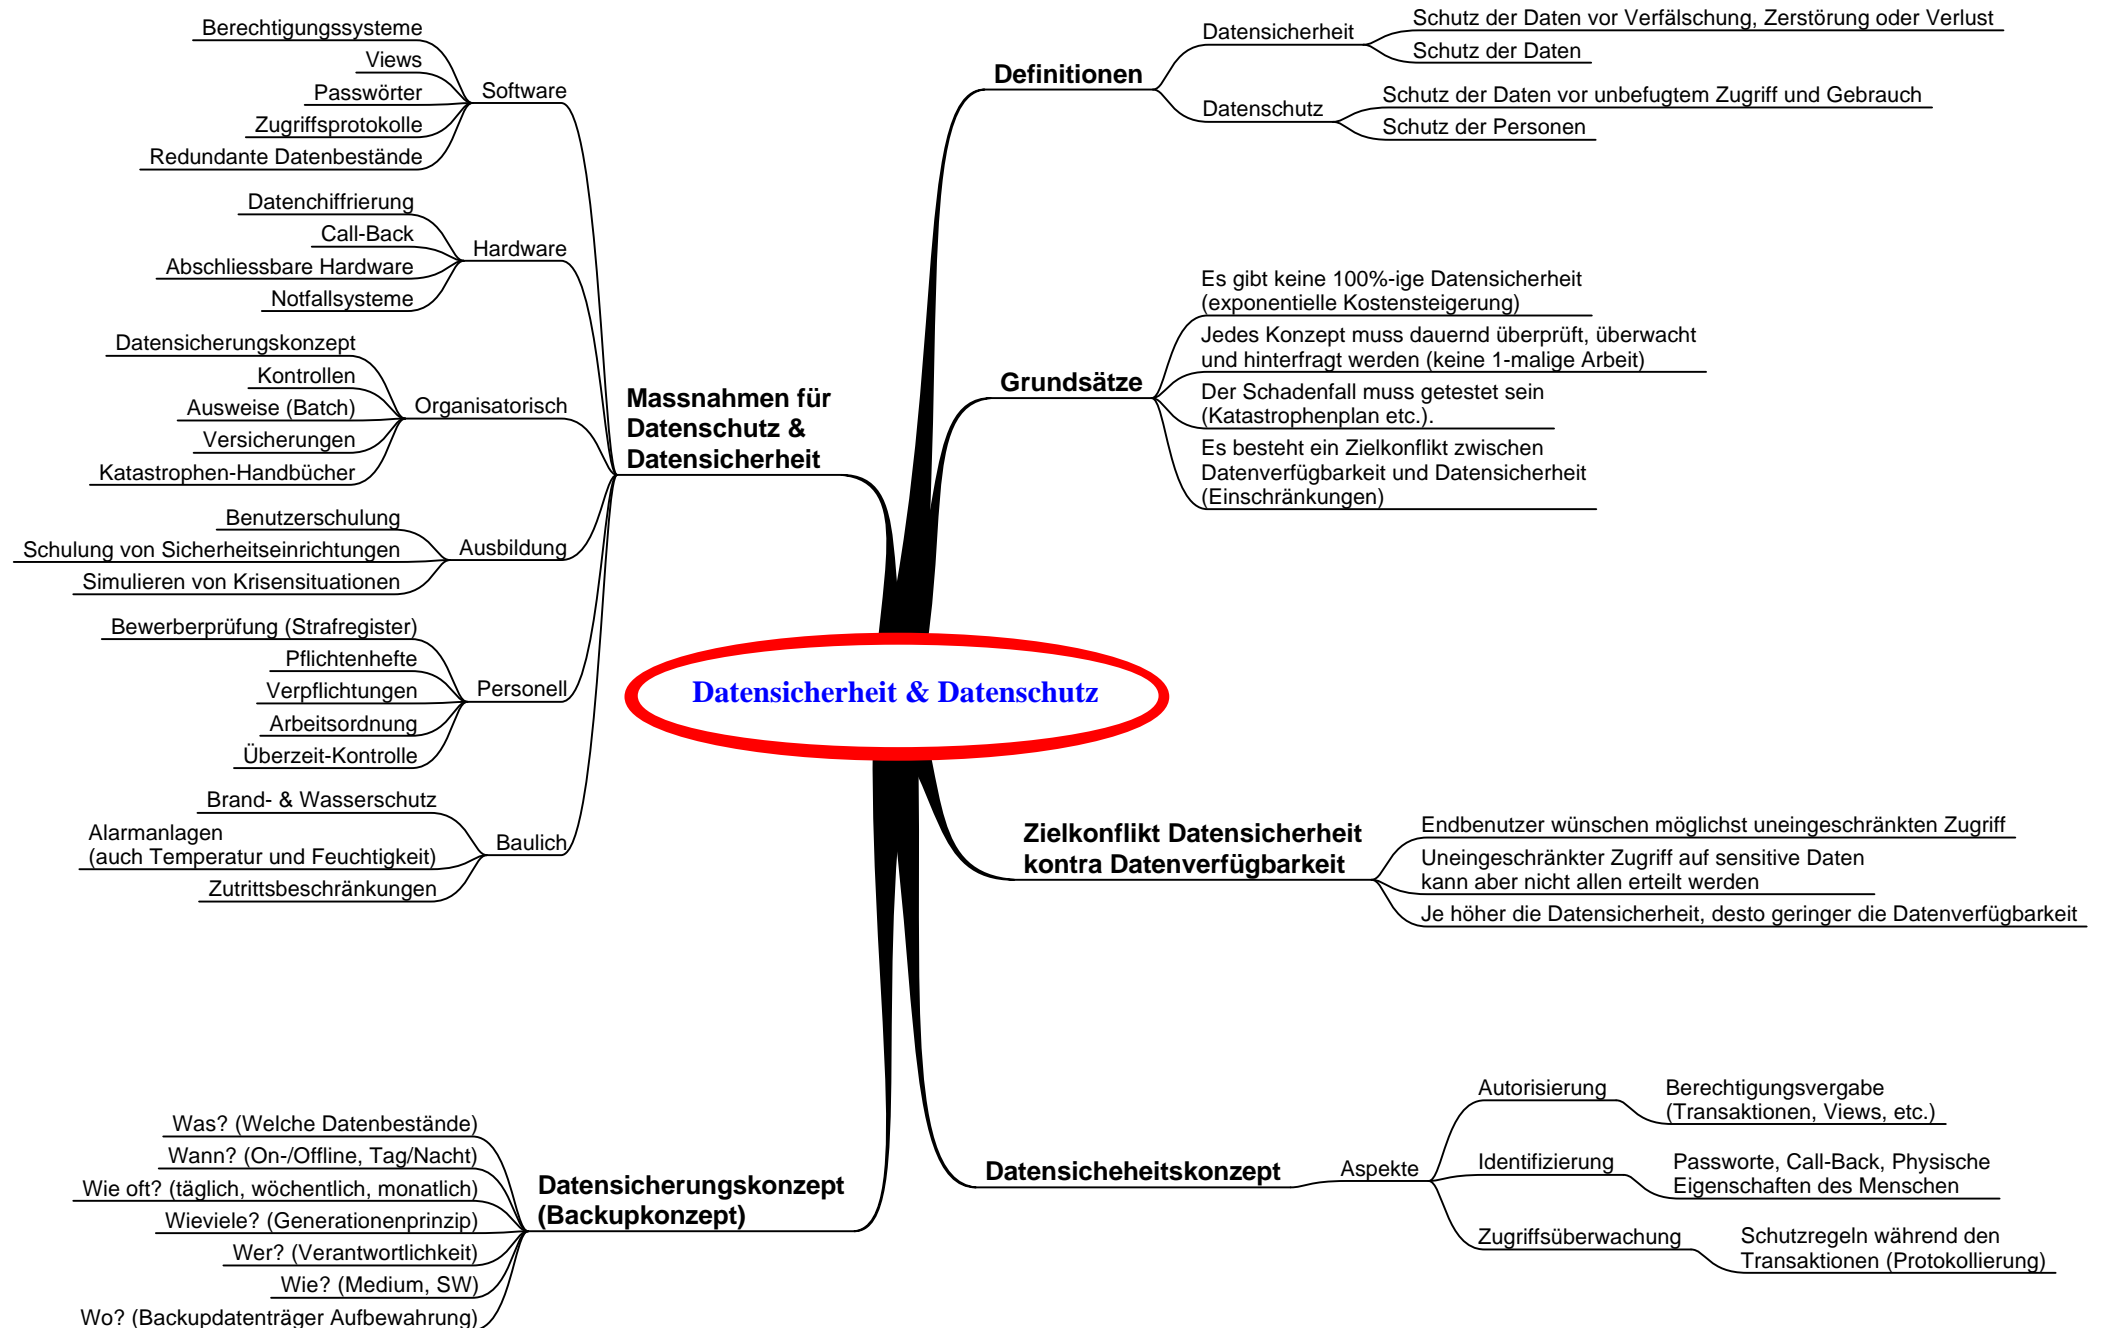 Datensicherheit & Datenschutz
Definitionen
Datensicherheit
Schutz der Daten vor Verfälschung, Zerstörung oder Verlust
Schutz der Daten
Datenschutz
Schutz der Daten vor unbefugtem Zugriff und Gebrauch
Schutz der Personen
Grundsätze
Es gibt keine 100%-ige Datensicherheit
(exponentielle Kostensteigerung)
Jedes Konzept muss dauernd überprüft, überwacht
und hinterfragt werden (keine 1-malige Arbeit)
Der Schadenfall muss getestet sein
(Katastrophenplan etc.).
Es besteht ein Zielkonflikt zwischen
Datenverfügbarkeit und Datensicherheit
(Einschränkungen)
Zielkonflikt Datensicherheit
kontra Datenverfügbarkeit
Endbenutzer wünschen möglichst uneingeschränkten Zugriff
Uneingeschränkter Zugriff auf sensitive Daten
kann aber nicht allen erteilt werden
Je höher die Datensicherheit, desto geringer die Datenverfügbarkeit
Datensicheheitskonzept
Aspekte
Autorisierung
Berechtigungsvergabe
(Transaktionen, Views, etc.)
Identifizierung
Passworte, Call-Back, Physische
Eigenschaften des Menschen
Zugriffsüberwachung
Schutzregeln während den
Transaktionen (Protokollierung)
Massnahmen für
Datenschutz &
Datensicherheit
Software
Berechtigungssysteme
Views
Passwörter
Zugriffsprotokolle
Redundante Datenbestände
Hardware
Datenchiffrierung
Call-Back
Abschliessbare Hardware
Notfallsysteme
Organisatorisch
Datensicherungskonzept
Kontrollen
Ausweise (Batch)
Versicherungen
Katastrophen-Handbücher
Ausbildung
Benutzerschulung
Schulung von Sicherheitseinrichtungen
Simulieren von Krisensituationen
Personell
Bewerberprüfung (Strafregister)
Pflichtenhefte
Verpflichtungen
Arbeitsordnung
Überzeit-Kontrolle
Baulich
Brand- & Wasserschutz
Alarmanlagen
(auch Temperatur und Feuchtigkeit)
Zutrittsbeschränkungen
Datensicherungskonzept
(Backupkonzept)
Was? (Welche Datenbestände)
Wann? (On-/Offline, Tag/Nacht)
Wie oft? (täglich, wöchentlich, monatlich)
Wieviele? (Generationenprinzip)
Wer? (Verantwortlichkeit)
Wie? (Medium, SW)
Wo? (Backupdatenträger Aufbewahrung)